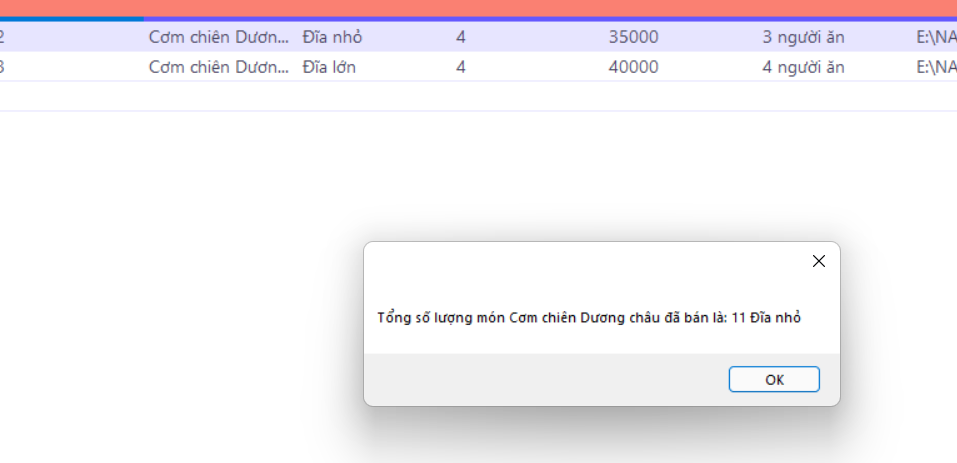 2 Cơm chiên Dươn... Đĩa nhỏ 4 35000 3 người ăn E:\NA
3 Cơm chiên Dươn... Đĩa lớn 4 40000 4 người ăn E:\NA
Tổng số lượng món Cơm chiên Dương châu đã bán là: 11 Đĩa nhỏ
OK